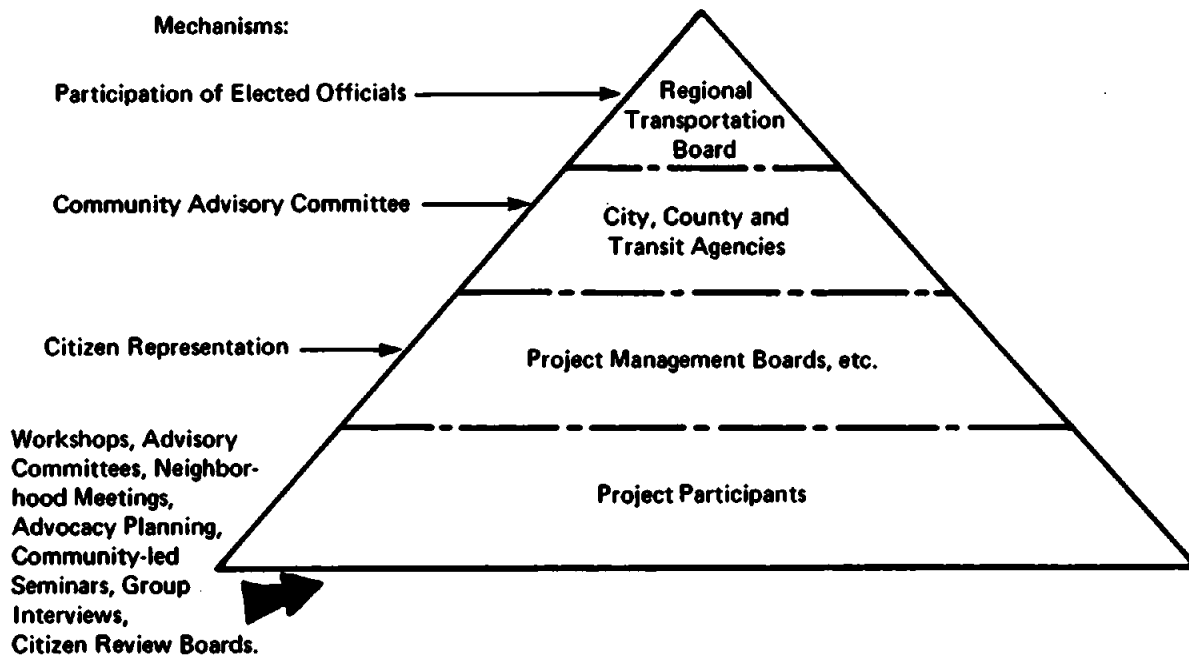 Mechanisms:
Participation of Elected Officials
Regional
Transportation
Board
Community Advisory Committee
City, County and
Transit Agencies
Citizen Representation
Project Management Boards, etc.
Workshops, Advisory
Committees, Neighbor-
hood Meetings,
Advocacy Planning,
Community-led
Seminars, Group
Interviews,
Citizen Review Boards.
Project Participants